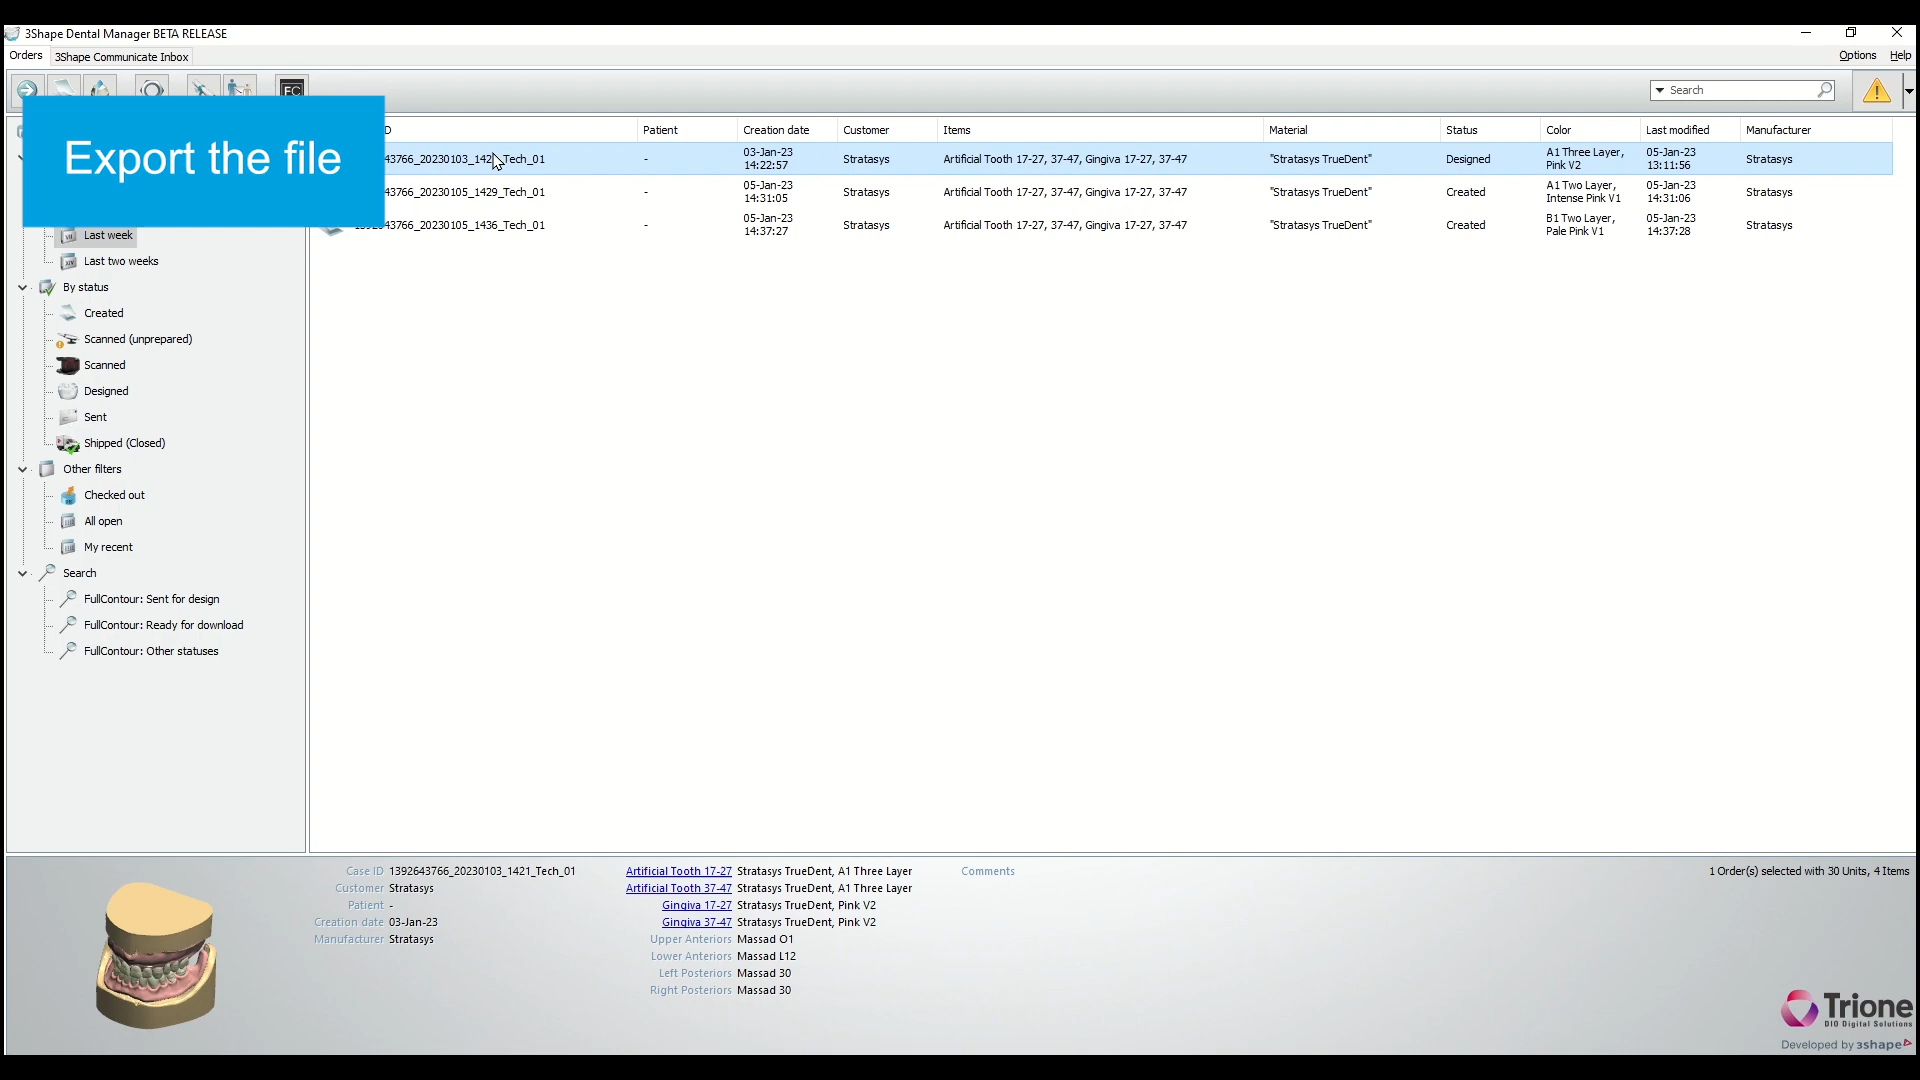 3Shape Dental Manager BETA RELEASE
Orders 3Shape Communicate Inbox Options Help
FC Search
Export the file
D Patient Creation date Customer Items Material Status Color Last modified Manufacturer
43766_20230103_142 Tech_01 - 03-Jan-23 14:22:57 Stratasys Artificial Tooth 17-27, 37-47, Gingiva 17-27, 37-47 "Stratasys TrueDent" Designed A1 Three Layer, Pink V2 05-Jan-23 13:11:56 Stratasys
43766_20230105_1429_Tech_01 - 05-Jan-23 14:31:05 Stratasys Artificial Tooth 17-27, 37-47, Gingiva 17-27, 37-47 "Stratasys TrueDent" Created A1 Two Layer, Intense Pink V1 05-Jan-23 14:31:06 Stratasys
43766_20230105_1436_Tech_01 - 05-Jan-23 14:37:27 Stratasys Artificial Tooth 17-27, 37-47, Gingiva 17-27, 37-47 "Stratasys TrueDent" Created B1 Two Layer, Pale Pink V1 05-Jan-23 14:37:28 Stratasys
Last week
Last two weeks
By status
Created
Scanned (unprepared)
Scanned
Designed
Sent
Shipped (Closed)
Other filters
Checked out
All open
My recent
Search
FullContour: Sent for design
FullContour: Ready for download
FullContour: Other statuses
Case ID 1392643766_20230103_1421_Tech_01
Customer Stratasys
Patient -
Creation date 03-Jan-23
Manufacturer Stratasys
Artificial Tooth 17-27 Stratasys TrueDent, A1 Three Layer
Artificial Tooth 37-47 Stratasys TrueDent, A1 Three Layer
Gingiva 17-27 Stratasys TrueDent, Pink V2
Gingiva 37-47 Stratasys TrueDent, Pink V2
Upper Anteriors Massad O1
Lower Anteriors Massad L12
Left Posteriors Massad 30
Right Posteriors Massad 30
Comments
1 Order(s) selected with 30 Units, 4 Items
Trione
DIO Digital Solutions
Developed by 3shape